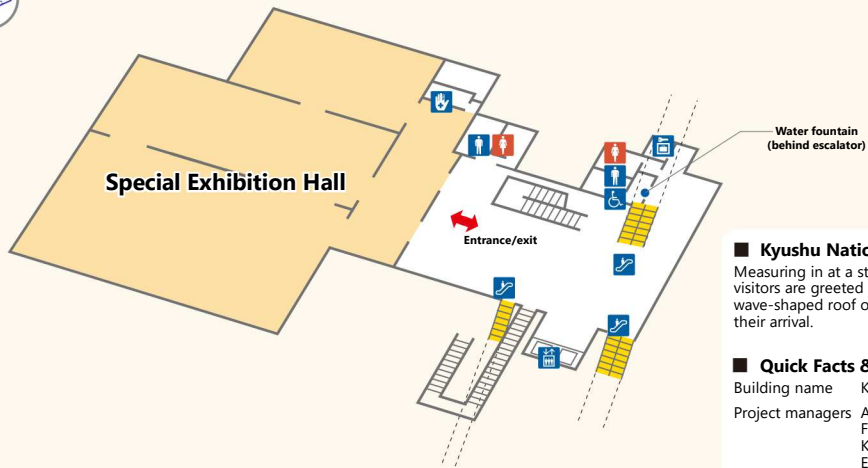 Water fountain
(behind escalator)
Special Exhibition Hall
Entrance/exit
■ Kyushu Natio
Measuring in at a st
visitors are greeted
wave-shaped roof o
their arrival.
■ Quick Facts &
Building name K
Project managers A
F
K
E